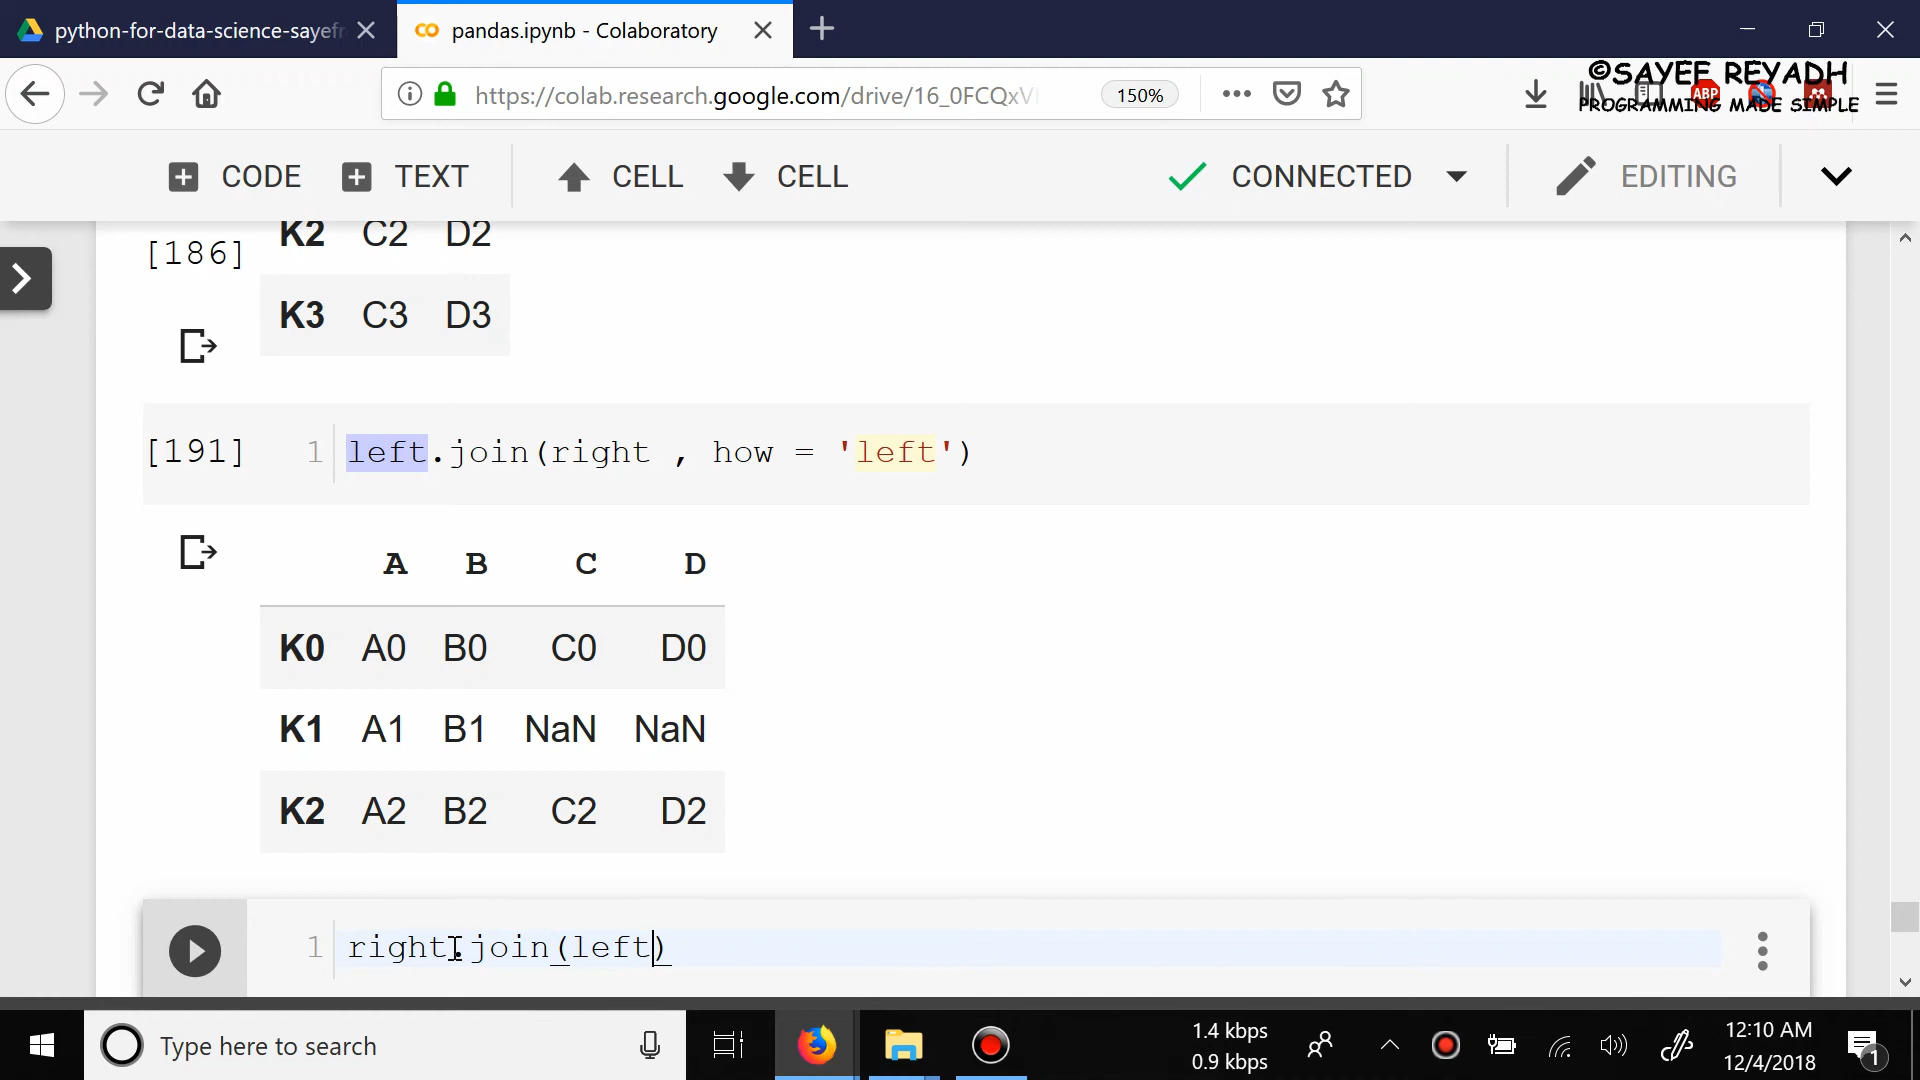 python-for-data-science-sayefr
pandas.ipynb - Colaboratory
https://colab.research.google.com/drive/16_0FCQxV
150%
©SAYEF REYADH
PROGRAMMING MADE SIMPLE
ABP
CODE
TEXT
CELL
CELL
CONNECTED
EDITING
[186]
K2 C2 D2
K3 C3 D3
[191]
1 left.join(right , how = 'left')
A B C D
K0 A0 B0 C0 D0
K1 A1 B1 NaN NaN
K2 A2 B2 C2 D2
1 right.join(left)
Type here to search
1.4 kbps
0.9 kbps
12:10 AM
12/4/2018
1